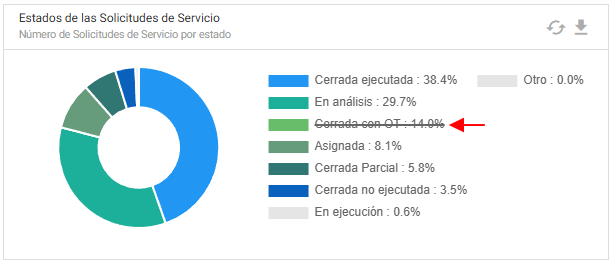 Estados de las Solicitudes de Servicio
Número de Solicitudes de Servicio por estado
Cerrada ejecutada : 38.4%
Otro : 0.0%
En análisis : 29.7%
Cerrada con OT : 14.0%
Asignada : 8.1%
Cerrada Parcial : 5.8%
Cerrada no ejecutada : 3.5%
En ejecución : 0.6%